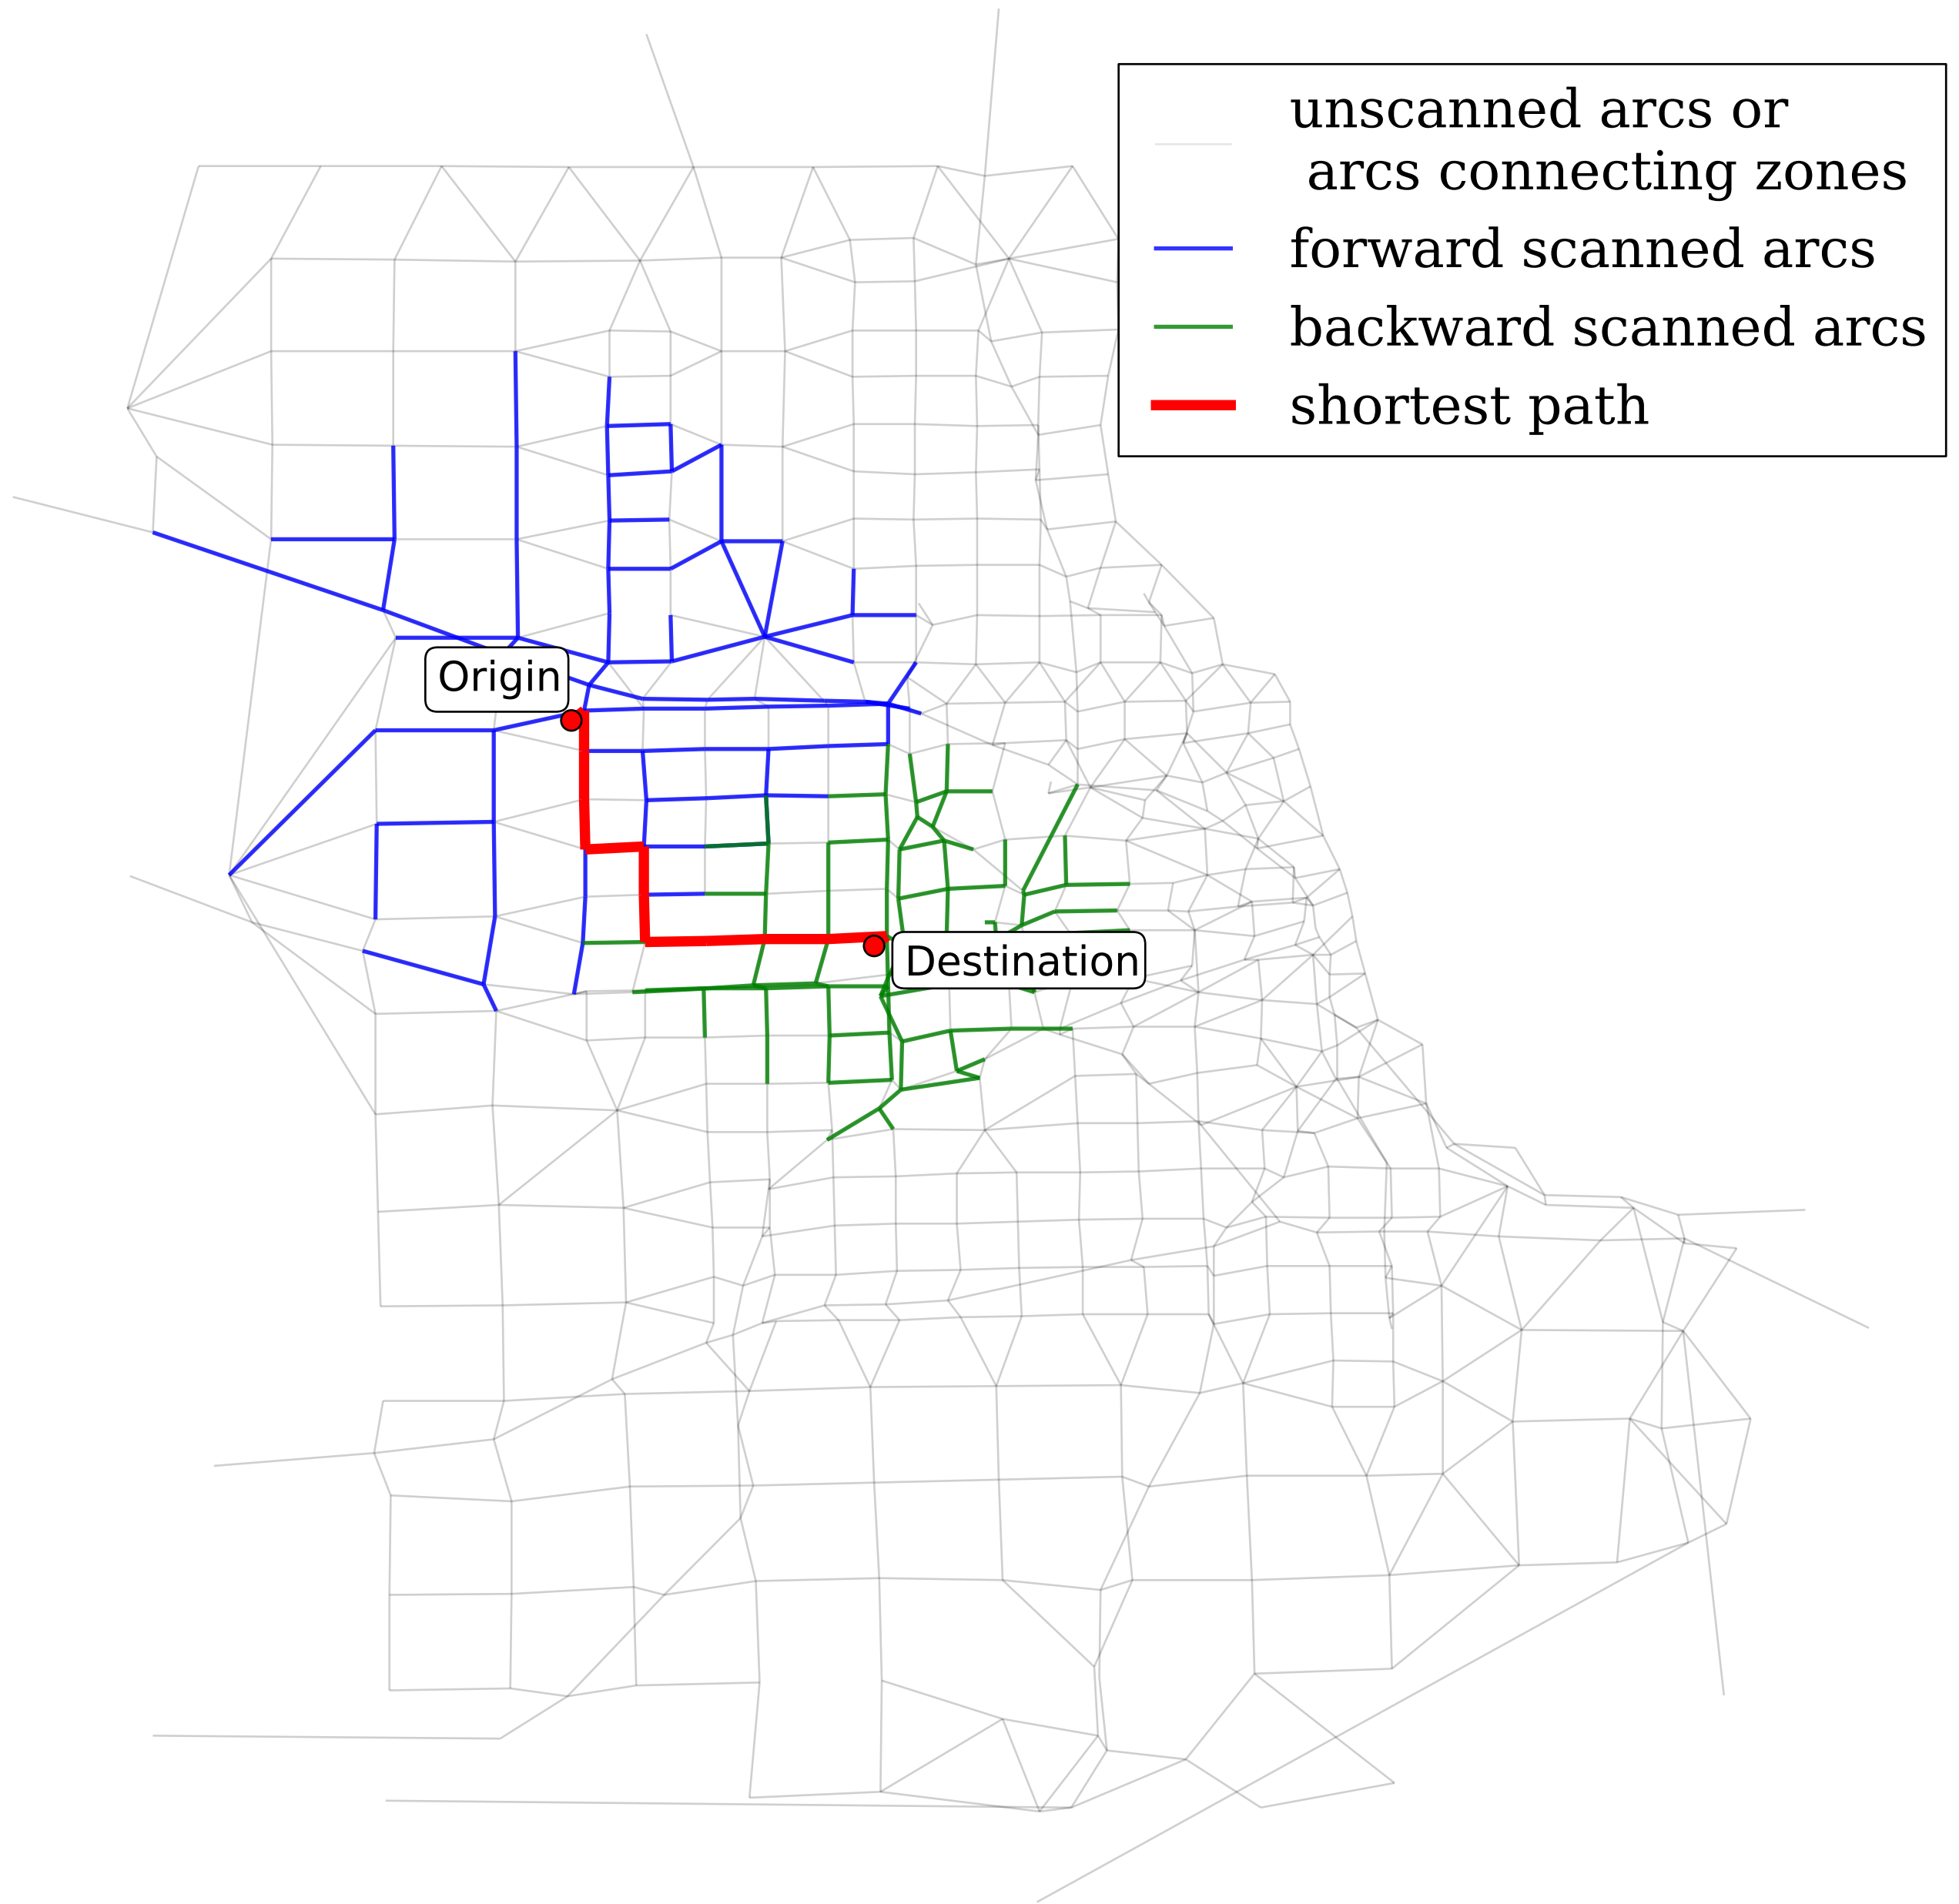 unscanned arcs or
arcs connecting zones
forward scanned arcs
backward scanned arcs
shortest path
Origin
Destination